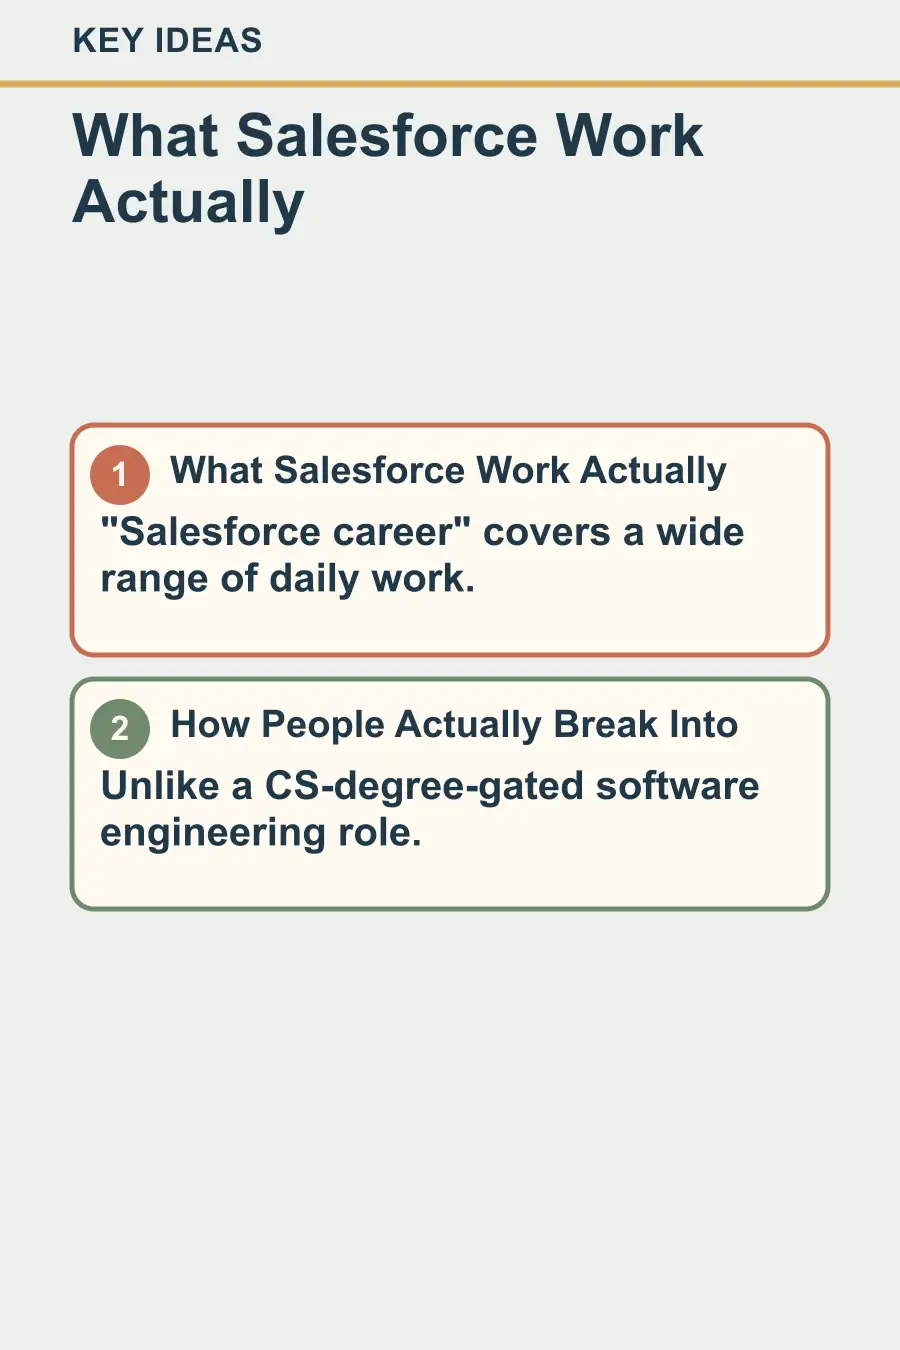 KEY IDEAS
What Salesforce Work
Actually
1 What Salesforce Work Actually
"Salesforce career" covers a wide
range of daily work.
2 How People Actually Break Into
Unlike a CS-degree-gated software
engineering role.